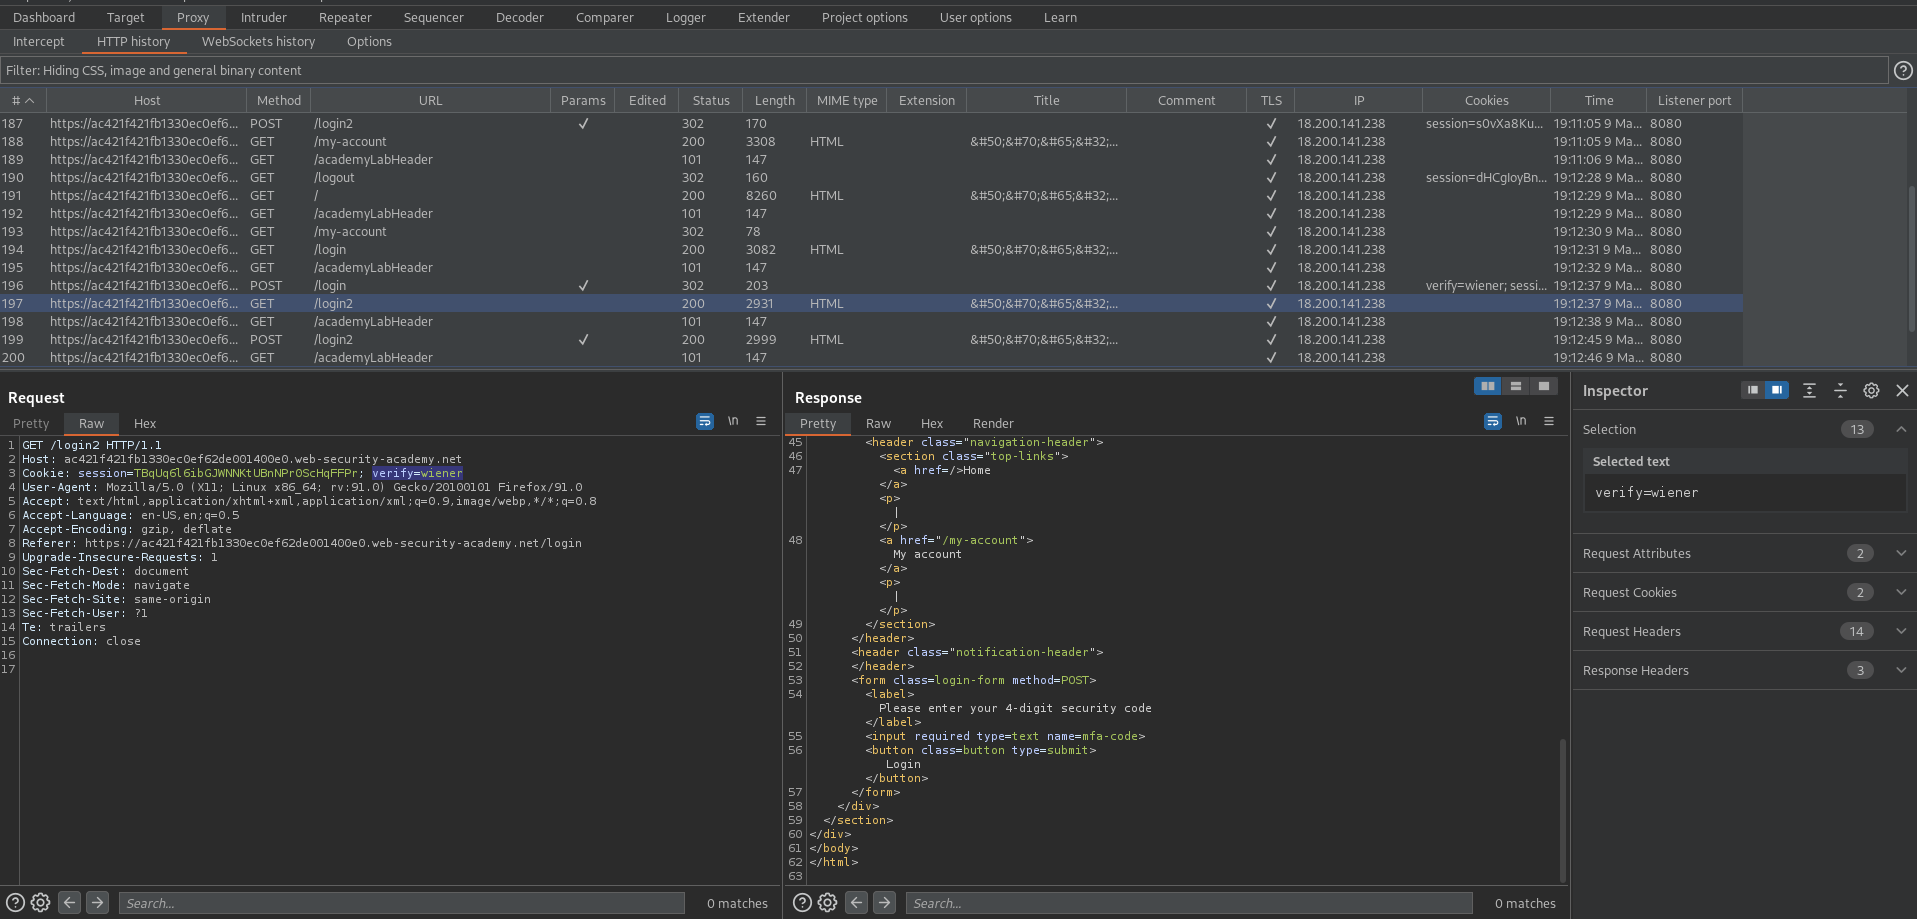 Dashboard Target Proxy Intruder Repeater Sequencer Decoder Comparer Logger Extender Project options User options Learn
Intercept HTTP history WebSockets history Options
Filter: Hiding CSS, image and general binary content
# Host Method URL Params Edited Status Length MIME type Extension Title Comment TLS IP Cookies Time Listener port
187 https://ac421f421fb1330ec0ef6... POST /login2 ✓ 302 170 ✓ 18.200.141.238 session=s0vXa8Ku... 19:11:05 9 Ma... 8080
188 https://ac421f421fb1330ec0ef6... GET /my-account 200 3308 HTML &#50;&#70;&#65;&#32;... ✓ 18.200.141.238 19:11:05 9 Ma... 8080
189 https://ac421f421fb1330ec0ef6... GET /academyLabHeader 101 147 ✓ 18.200.141.238 19:11:06 9 Ma... 8080
190 https://ac421f421fb1330ec0ef6... GET /logout 302 160 ✓ 18.200.141.238 session=dHCgIoyBn... 19:12:28 9 Ma... 8080
191 https://ac421f421fb1330ec0ef6... GET / 200 8260 HTML &#50;&#70;&#65;&#32;... ✓ 18.200.141.238 19:12:29 9 Ma... 8080
192 https://ac421f421fb1330ec0ef6... GET /academyLabHeader 101 147 ✓ 18.200.141.238 19:12:29 9 Ma... 8080
193 https://ac421f421fb1330ec0ef6... GET /my-account 302 78 ✓ 18.200.141.238 19:12:30 9 Ma... 8080
194 https://ac421f421fb1330ec0ef6... GET /login 200 3082 HTML &#50;&#70;&#65;&#32;... ✓ 18.200.141.238 19:12:31 9 Ma... 8080
195 https://ac421f421fb1330ec0ef6... GET /academyLabHeader 101 147 ✓ 18.200.141.238 19:12:32 9 Ma... 8080
196 https://ac421f421fb1330ec0ef6... POST /login ✓ 302 203 ✓ 18.200.141.238 verify=wiener; sessi... 19:12:37 9 Ma... 8080
197 https://ac421f421fb1330ec0ef6... GET /login2 200 2931 HTML &#50;&#70;&#65;&#32;... ✓ 18.200.141.238 19:12:37 9 Ma... 8080
198 https://ac421f421fb1330ec0ef6... GET /academyLabHeader 101 147 ✓ 18.200.141.238 19:12:38 9 Ma... 8080
199 https://ac421f421fb1330ec0ef6... POST /login2 ✓ 200 2999 HTML &#50;&#70;&#65;&#32;... ✓ 18.200.141.238 19:12:45 9 Ma... 8080
200 https://ac421f421fb1330ec0ef6... GET /academyLabHeader 101 147 ✓ 18.200.141.238 19:12:46 9 Ma... 8080
Request
Pretty Raw Hex \n
1 GET /login2 HTTP/1.1
2 Host: ac421f421fb1330ec0ef62de001400e0.web-security-academy.net
3 Cookie: session=TBqUq6l6ibGJWNNKtUBnNPrOScHqFFPr; verify=wiener
4 User-Agent: Mozilla/5.0 (X11; Linux x86_64; rv:91.0) Gecko/20100101 Firefox/91.0
5 Accept: text/html,application/xhtml+xml,application/xml;q=0.9,image/webp,*/*;q=0.8
6 Accept-Language: en-US,en;q=0.5
7 Accept-Encoding: gzip, deflate
8 Referer: https://ac421f421fb1330ec0ef62de001400e0.web-security-academy.net/login
9 Upgrade-Insecure-Requests: 1
10 Sec-Fetch-Dest: document
11 Sec-Fetch-Mode: navigate
12 Sec-Fetch-Site: same-origin
13 Sec-Fetch-User: ?1
14 Te: trailers
15 Connection: close
16
17
Search... 0 matches
Response
Pretty Raw Hex Render \n
45 <header class="navigation-header">
46 <section class="top-links">
47 <a href=/>Home
</a>
<p>
|
</p>
48 <a href="/my-account">
My account
</a>
<p>
|
</p>
49 </section>
50 </header>
51 <header class="notification-header">
52 </header>
53 <form class=login-form method=POST>
54 <label>
Please enter your 4-digit security code
</label>
55 <input required type=text name=mfa-code>
56 <button class=button type=submit>
Login
</button>
57 </form>
58 </div>
59 </section>
60 </div>
61 </body>
62 </html>
63
Search... 0 matches
Inspector
Selection 13
Selected text
verify=wiener
Request Attributes 2
Request Cookies 2
Request Headers 14
Response Headers 3